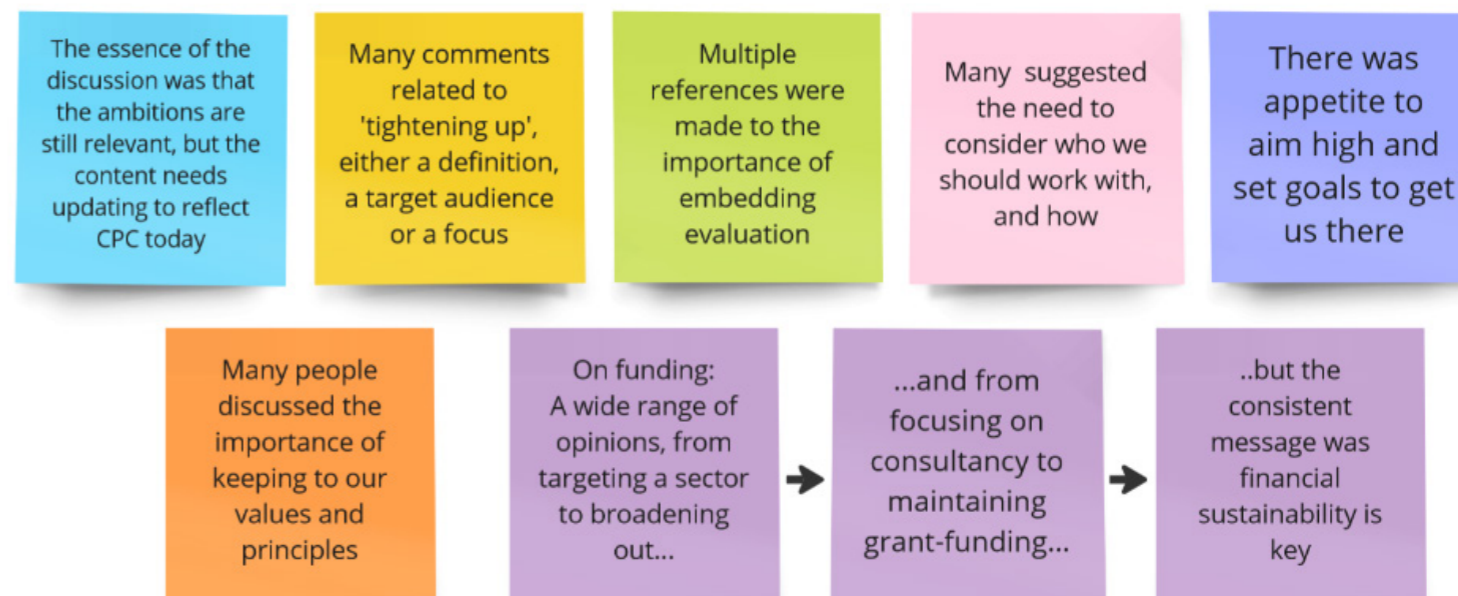 The essence of the
discussion was that
the ambitions are
still relevant, but the
content needs
updating to reflect
CPC today
Many comments
related to
'tightening up',
either a definition,
a target audience
or a focus
Multiple
references were
made to the
importance of
embedding
evaluation
Many suggested
the need to
consider who we
should work with,
and how
There was
appetite to
aim high and
set goals to get
us there
Many people
discussed the
importance of
keeping to our
values and
principles
On funding:
A wide range of
opinions, from
targeting a sector
to broadening
out...
...and from
focusing on
consultancy to
maintaining
grant-funding...
..but the
consistent
message was
financial
sustainability is
key